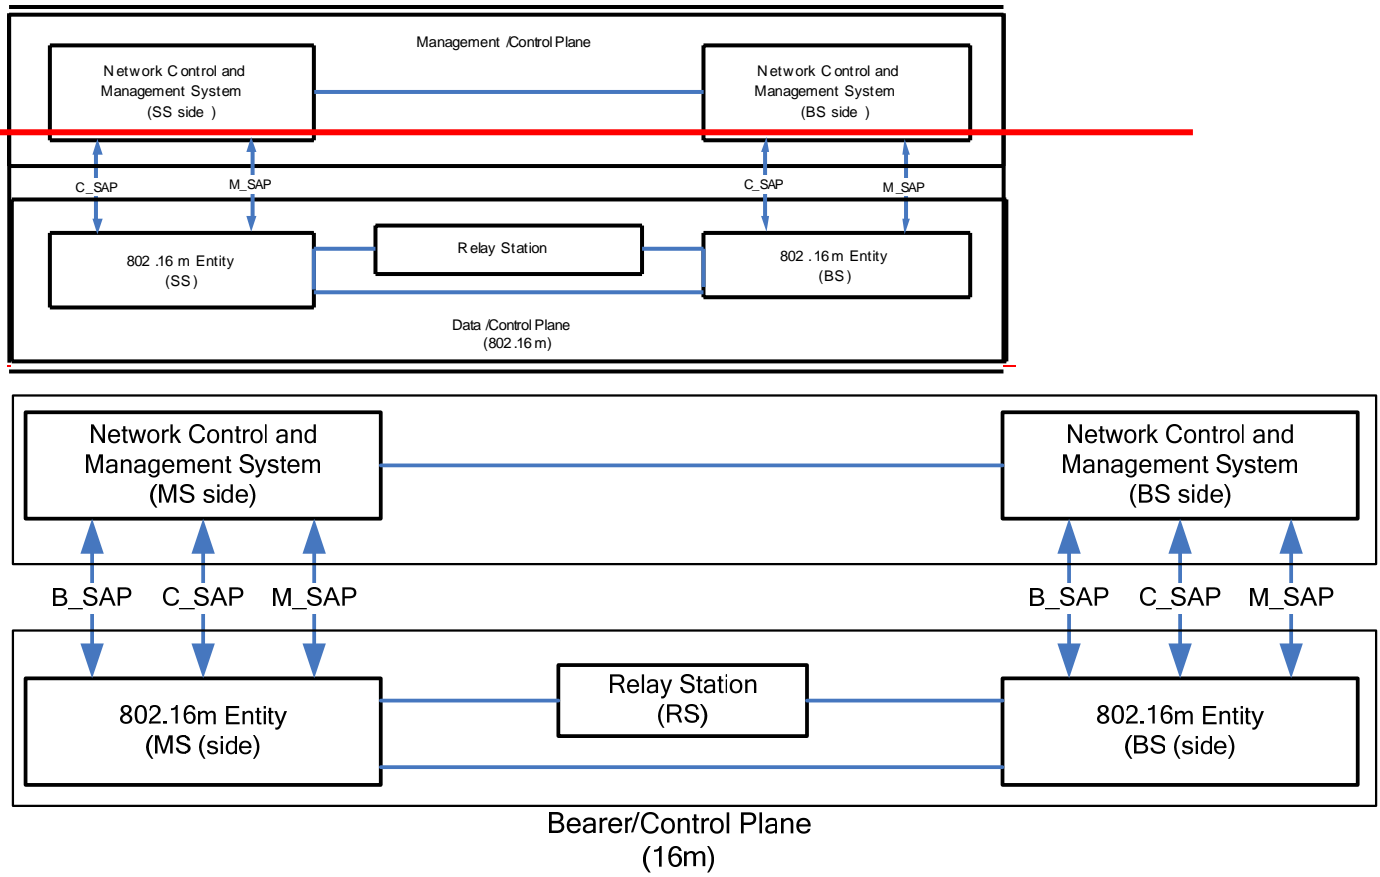 Management /Control Plane
Network Control and
Management System
(SS side )
Network Control and
Management System
(BS side )
C_SAP
M_SAP
C_SAP
M_SAP
802 .16 m Entity
(SS)
Relay Station
802 .16 m Entity
(BS)
Data /Control Plane
(802.16 m)
Network Control and
Management System
(MS side)
Network Control and
Management System
(BS side)
B_SAP
C_SAP
M_SAP
B_SAP
C_SAP
M_SAP
802.16m Entity
(MS (side)
Relay Station
(RS)
802.16m Entity
(BS (side)
Bearer/Control Plane
(16m)